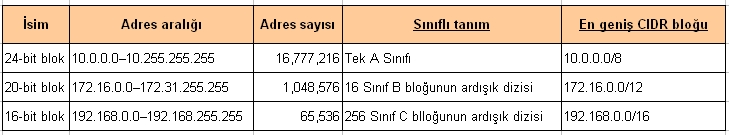 İsim Adres aralığı Adres sayısı Sınıflı tanım En geniş CIDR bloğu
24-bit blok 10.0.0.0–10.255.255.255 16,777,216 Tek A Sınıfı 10.0.0.0/8
20-bit blok 172.16.0.0–172.31.255.255 1,048,576 16 Sınıf B bloğunun ardışık dizisi 172.16.0.0/12
16-bit blok 192.168.0.0–192.168.255.255 65,536 256 Sınıf C blloğunun ardışık dizisi 192.168.0.0/16